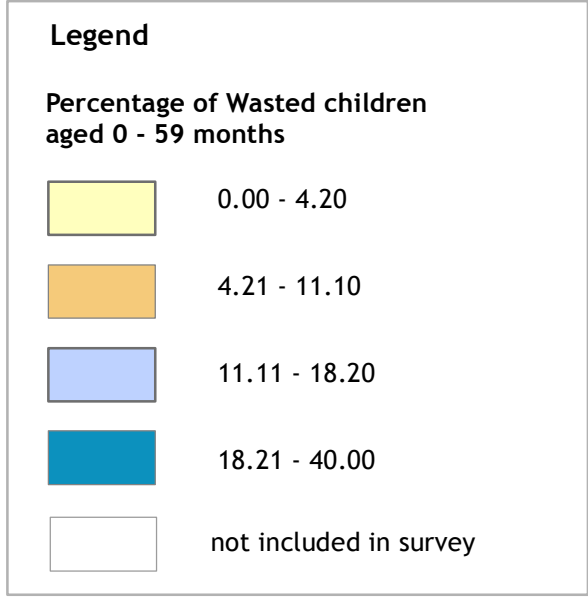 Legend
Percentage of Wasted children
aged 0 - 59 months
0.00 - 4.20
4.21 - 11.10
11.11 - 18.20
18.21 - 40.00
not included in survey